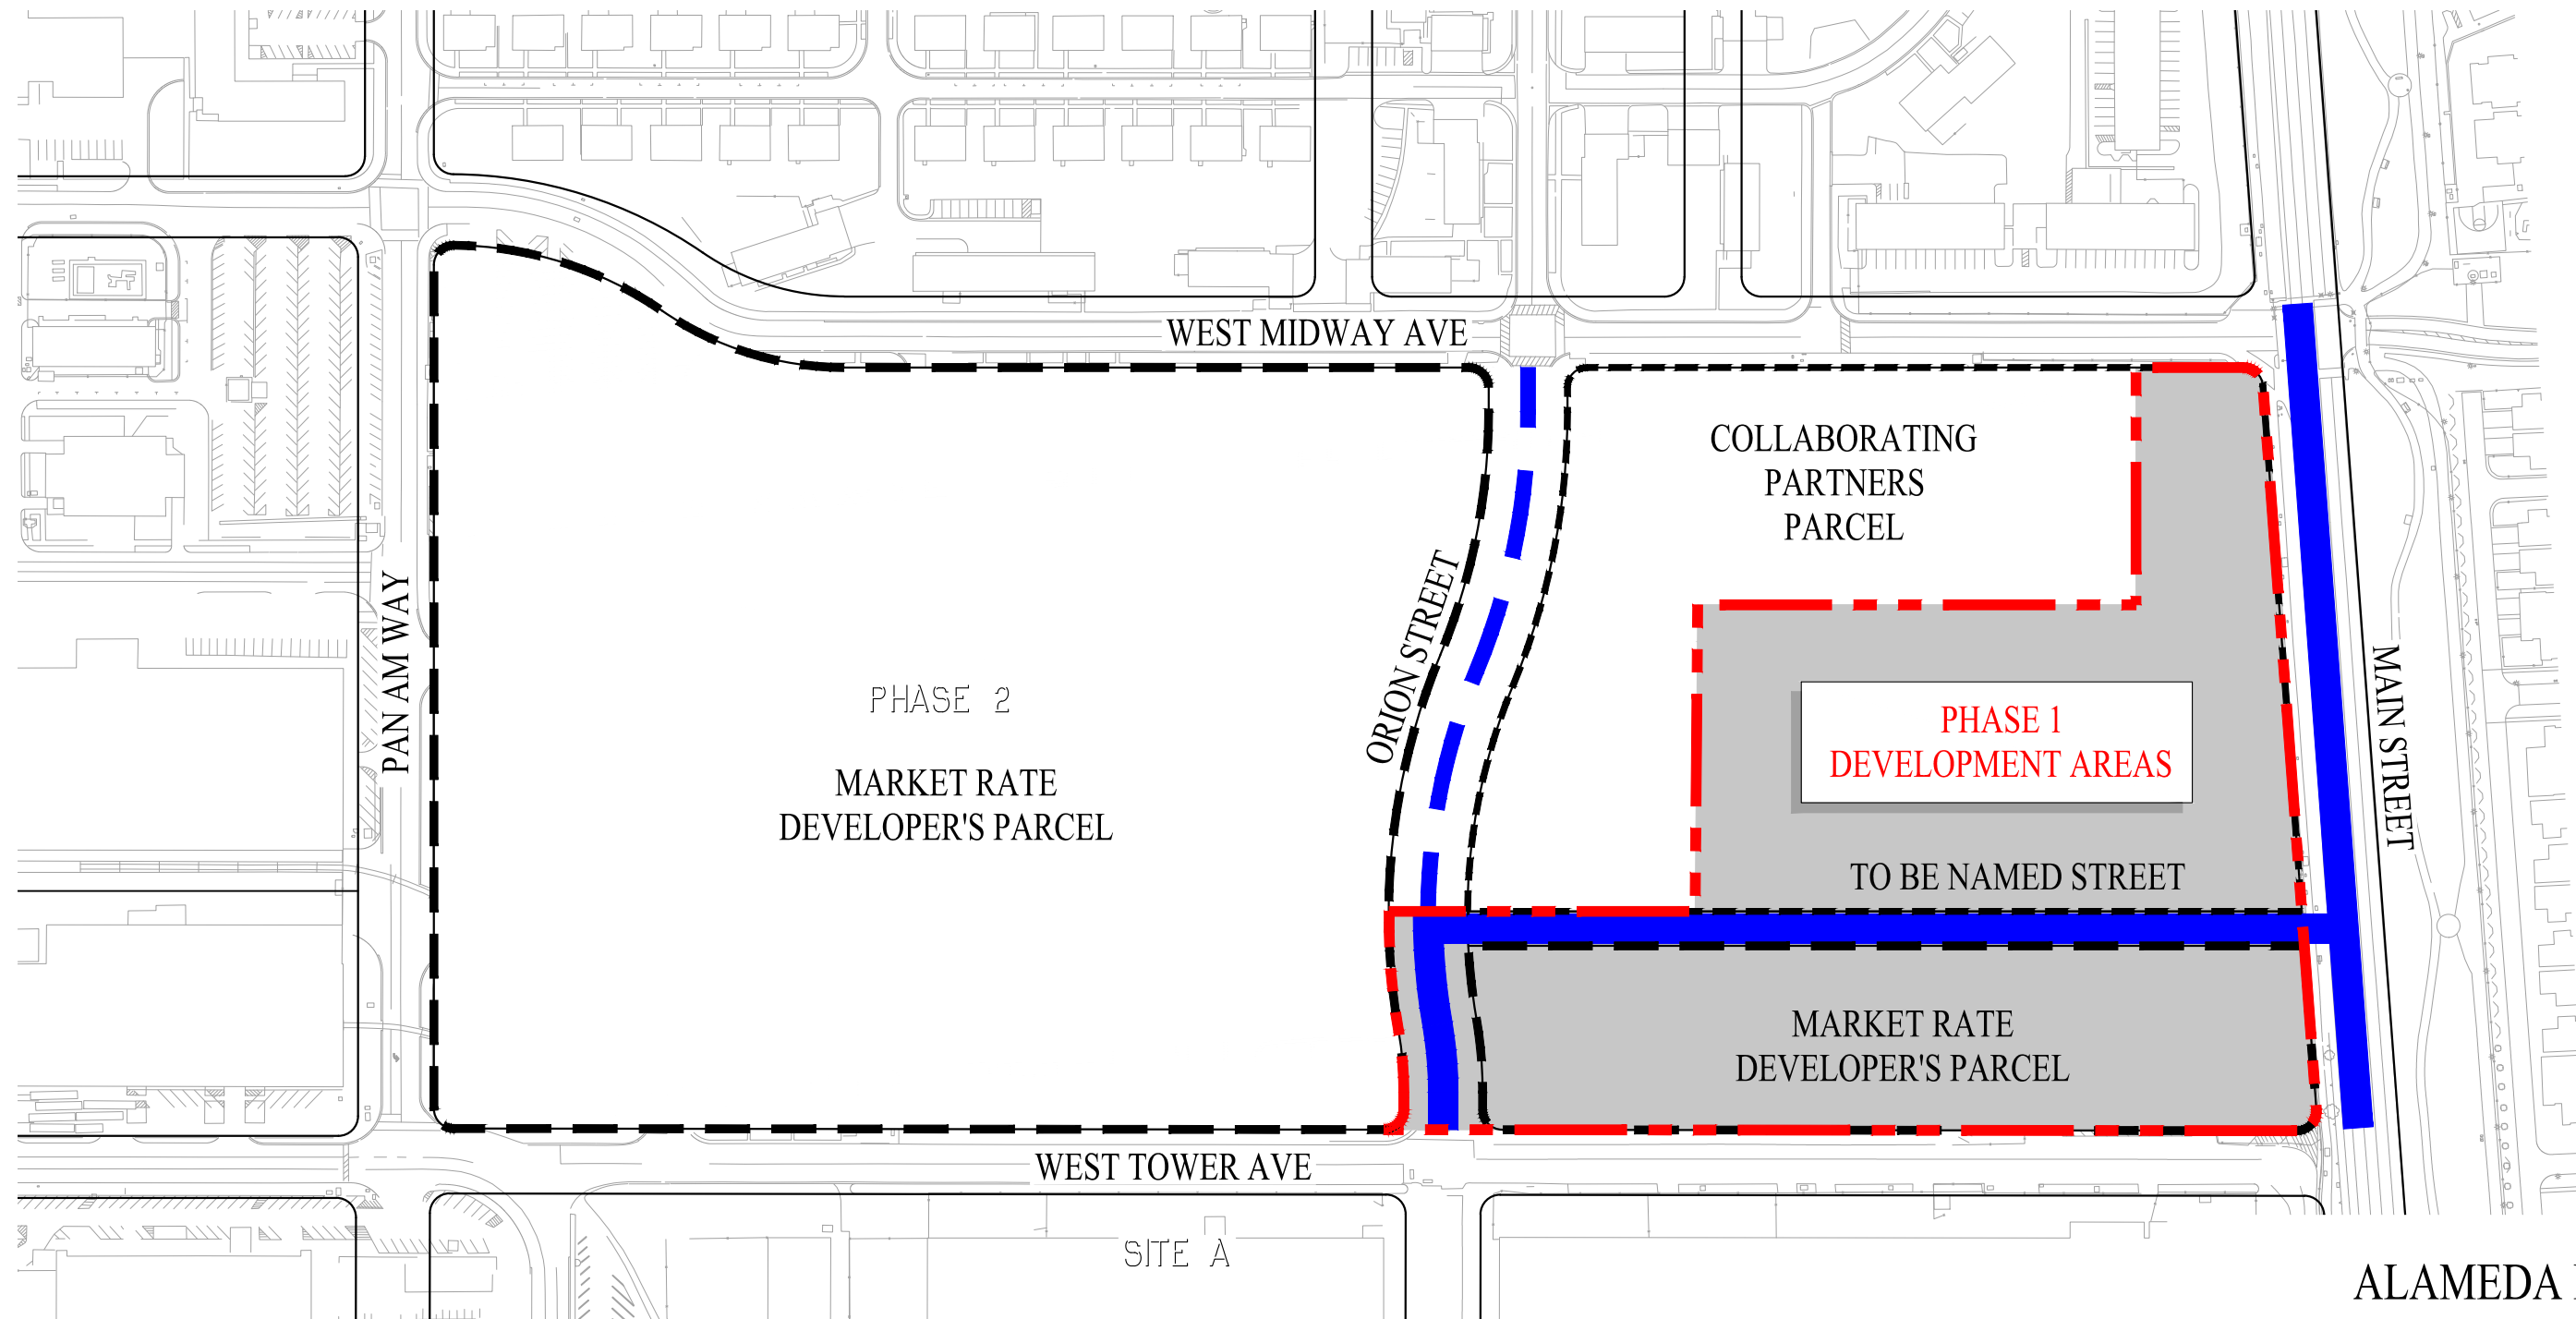 WEST MIDWAY AVE
COLLABORATING
PARTNERS
PARCEL
PAN AM WAY
ORION STREET
MAIN STREET
PHASE 2
MARKET RATE
DEVELOPER'S PARCEL
PHASE 1
DEVELOPMENT AREAS
TO BE NAMED STREET
MARKET RATE
DEVELOPER'S PARCEL
WEST TOWER AVE
SITE A
ALAMEDA